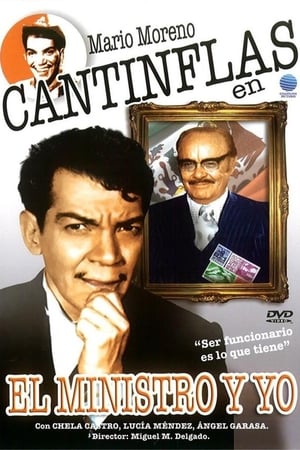 Mario Moreno
CANTINFLAS
en
DVD
VIDEO
"Ser funcionario
es lo que tiene"
EL MINISTRO Y YO
Con CHELA CASTRO, LUCÍA MÉNDEZ, ÁNGEL GARASA.
Director: Miguel M. Delgado.